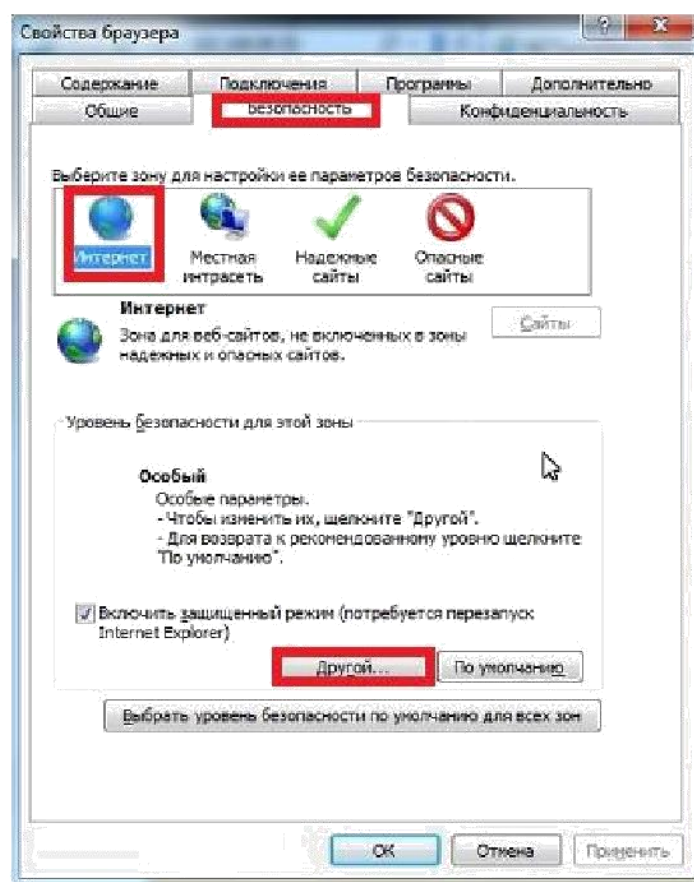 Свойства браузера
?
Содержание Подключения Программы Дополнительно
Общие Безопасность Конфиденциальность
Выберите зону для настройки ее параметров безопасности.
Интернет
Местная интрасеть
Надежные сайты
Опасные сайты
Интернет
Зона для веб-сайтов, не включенных в зоны
надежных и опасных сайтов.
Сайты
Уровень безопасности для этой зоны
Особый
Особые параметры.
- Чтобы изменить их, щелкните "Другой".
- Для возврата к рекомендованному уровню щелкните
"По умолчанию".
Включить защищенный режим (потребуется перезапуск
Internet Explorer)
Другой... По умолчанию
Выбрать уровень безопасности по умолчанию для всех зон
ОК Отмена Применить